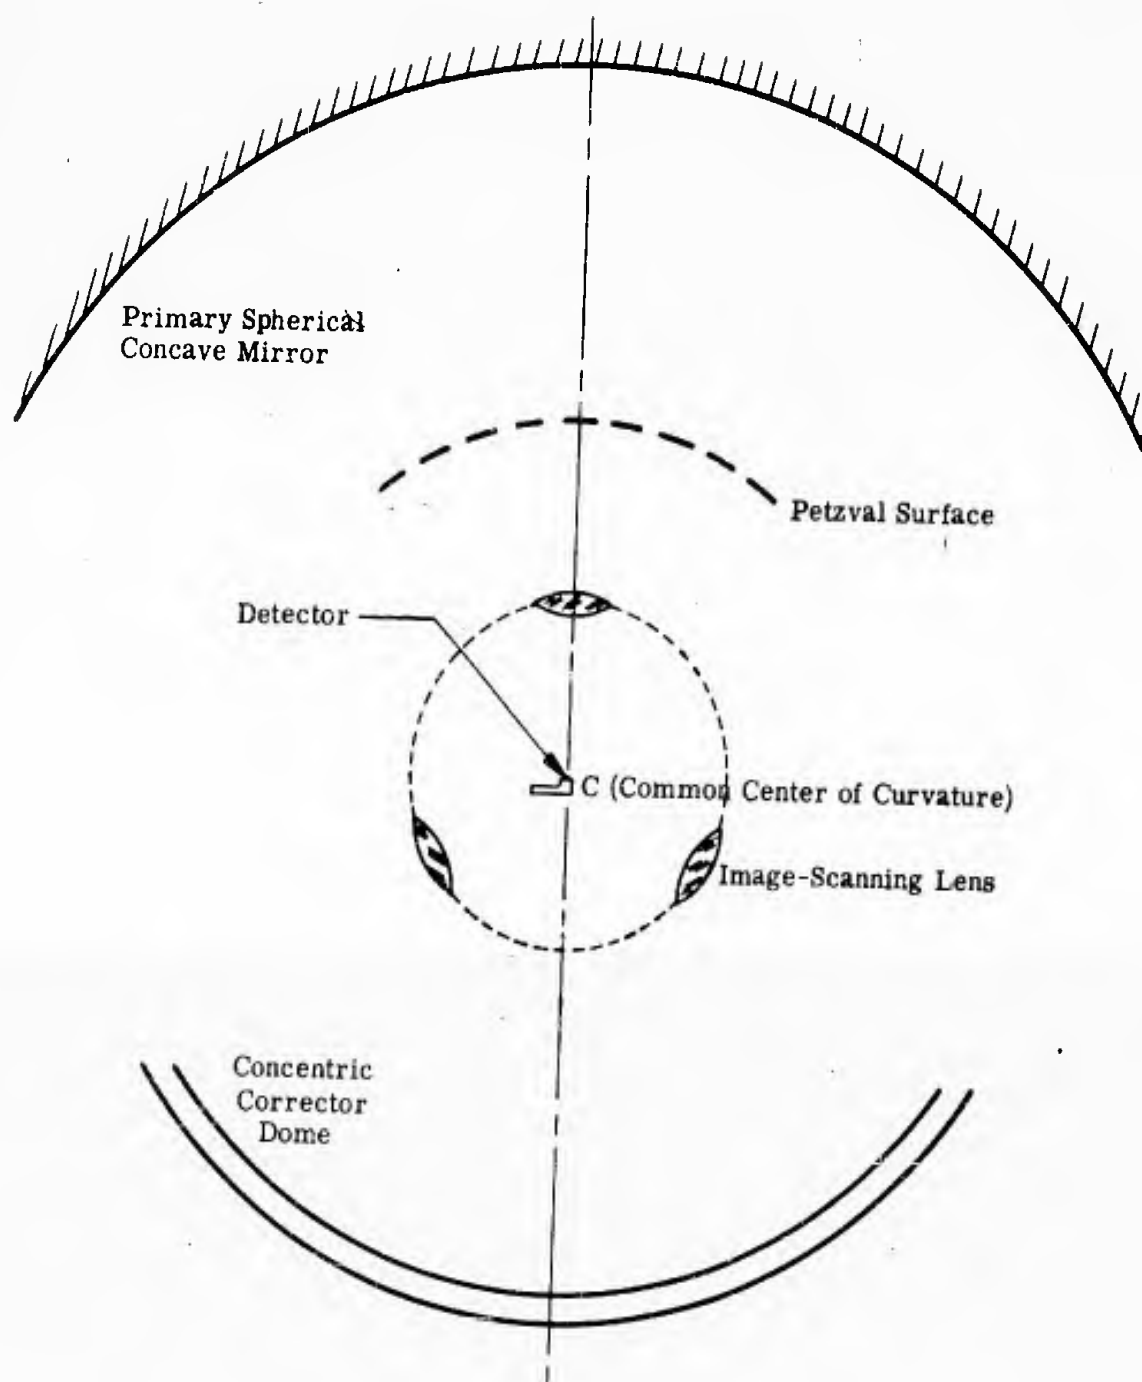 Primary Spherical
Concave Mirror
Petzval Surface
Detector
C (Common Center of Curvature)
Image-Scanning Lens
Concentric
Corrector
Dome